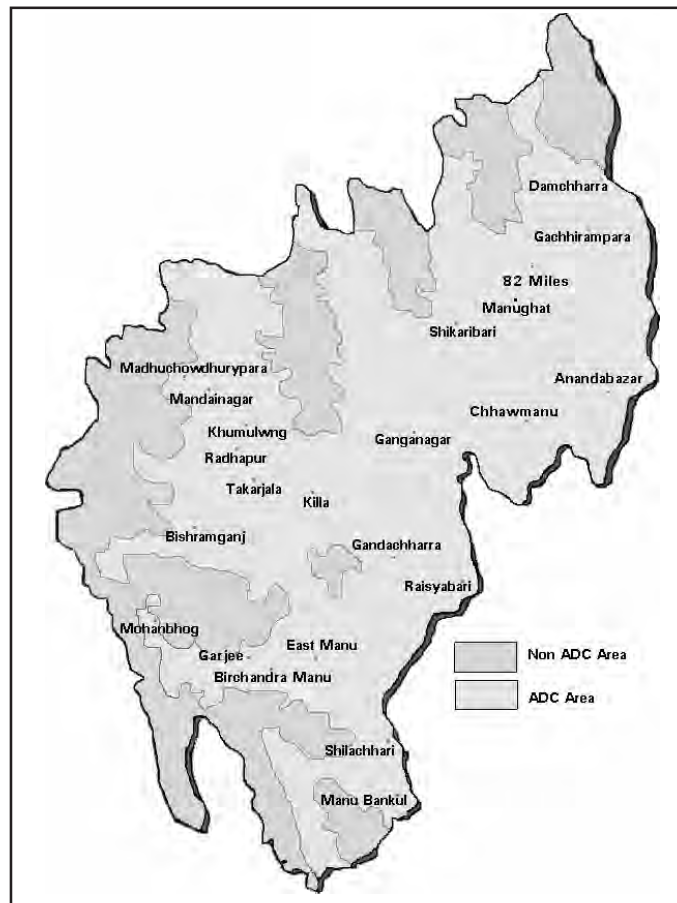 Damchharra
Gachhirampara
82 Miles
Manughat
Shikaribari
Madhuchowdhurypara
Anandabazar
Mandainagar
Chhawmanu
Khumulwng
Ganganagar
Radhapur
Takarjala
Killa
Bishramganj
Gandachharra
Raisyabari
Mohanbhog
East Manu
Garjee
Non ADC Area
Birchandra Manu
ADC Area
Shilachhari
Manu Bankul